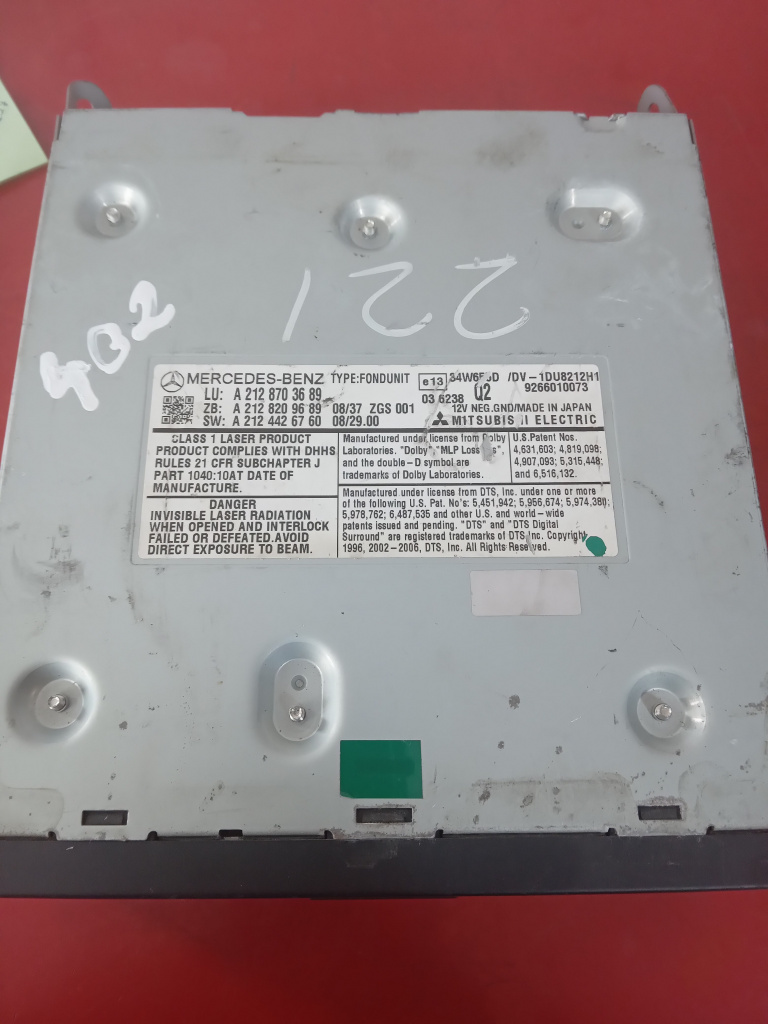 221
402
MERCEDES-BENZ TYPE:FONDUNIT
LU: A 212 870 36 89
ZB: A 212 820 96 89 08/37 ZGS 001
SW: A 212 442 67 60 08/29.00
e13 /DV-1DU8212H1
03 6238 Q2 9266010073
12V NEG.GND/MADE IN JAPAN
MITSUBISHI ELECTRIC
CLASS 1 LASER PRODUCT
PRODUCT COMPLIES WITH DHHS
RULES 21 CFR SUBCHAPTER J
PART 1040:10AT DATE OF
MANUFACTURE.
DANGER
INVISIBLE LASER RADIATION
WHEN OPENED AND INTERLOCK
FAILED OR DEFEATED.AVOID
DIRECT EXPOSURE TO BEAM.
Manufactured under license from Dolby
Laboratories. "Dolby", "MLP Lossless",
and the double-D symbol are
trademarks of Dolby Laboratories.
U.S.Patent Nos.
4,631,603; 4,819,098;
4,907,093; 5,315,448;
and 6,516,132.
Manufactured under license from DTS, Inc. under one or more
of the following U.S. Pat. No's: 5,451,942; 5,956,674; 5,974,380;
5,978,762; 6,487,535 and other U.S. and world-wide
patents issued and pending. "DTS" and "DTS Digital
Surround" are registered trademarks of DTS, Inc. Copyright
1996, 2002-2006, DTS, Inc. All Rights Reserved.